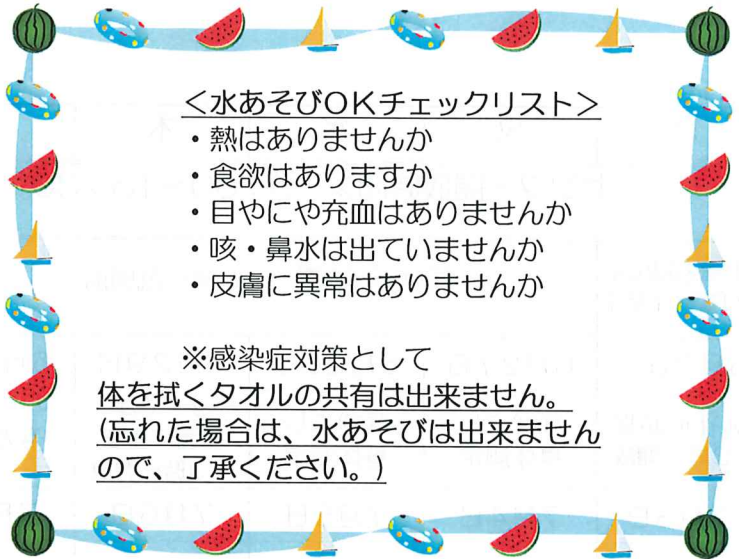 ＜水あそびＯＫチェックリスト＞
・熱はありませんか
・食欲はありますか
・目やにや充血はありませんか
・咳・鼻水は出ていませんか
・皮膚に異常はありませんか
※感染症対策として
体を拭くタオルの共有は出来ません。
(忘れた場合は、水あそびは出来ません
ので、了承ください。)